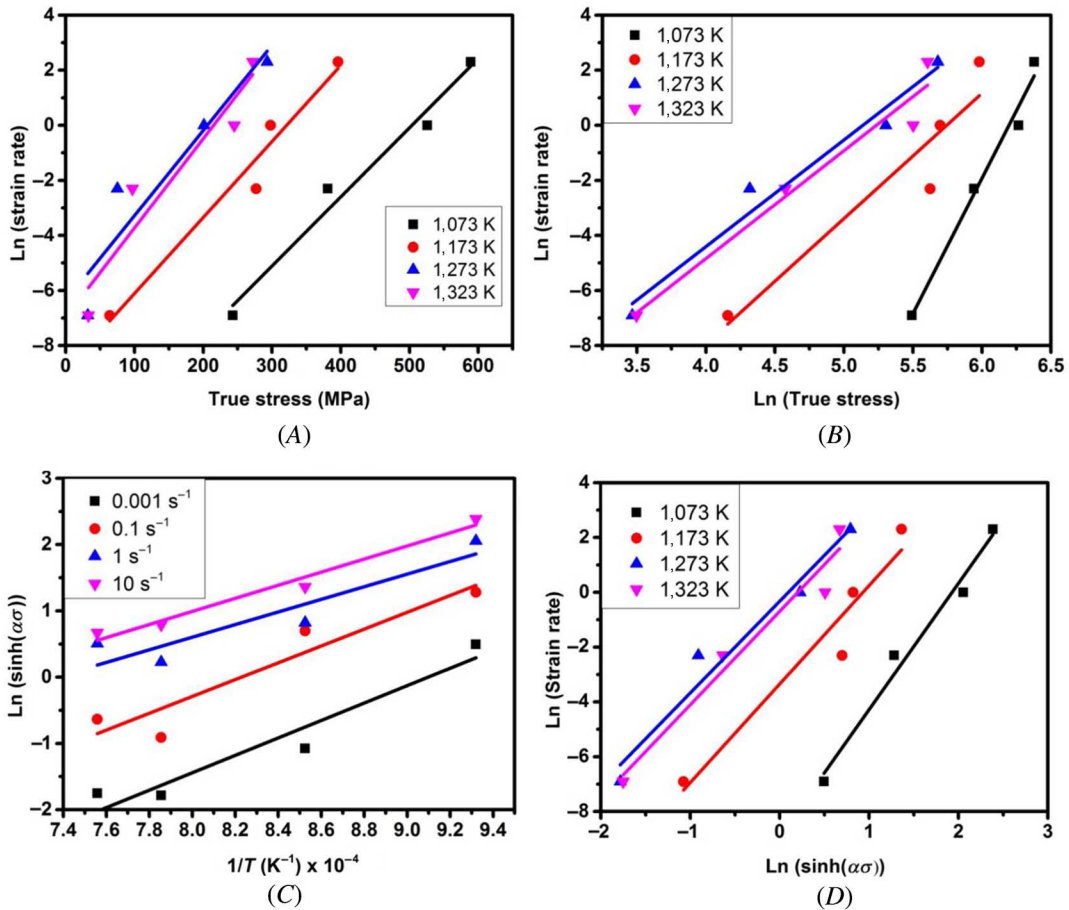 Ln (strain rate)
4
2
0
−2
−4
−6
−8
0 100 200 300 400 500 600
True stress (MPa)
1,073 K
1,173 K
1,273 K
1,323 K
(A)
Ln (strain rate)
4
2
0
−2
−4
−6
−8
3.5 4.0 4.5 5.0 5.5 6.0 6.5
Ln (True stress)
1,073 K
1,173 K
1,273 K
1,323 K
(B)
Ln (sinh(ασ))
3
2
1
0
−1
−2
7.4 7.6 7.8 8.0 8.2 8.4 8.6 8.8 9.0 9.2 9.4
1/T (K⁻¹) x 10⁻⁴
0.001 s⁻¹
0.1 s⁻¹
1 s⁻¹
10 s⁻¹
(C)
Ln (Strain rate)
4
2
0
−2
−4
−6
−8
−2 −1 0 1 2 3
Ln (sinh(ασ))
1,073 K
1,173 K
1,273 K
1,323 K
(D)